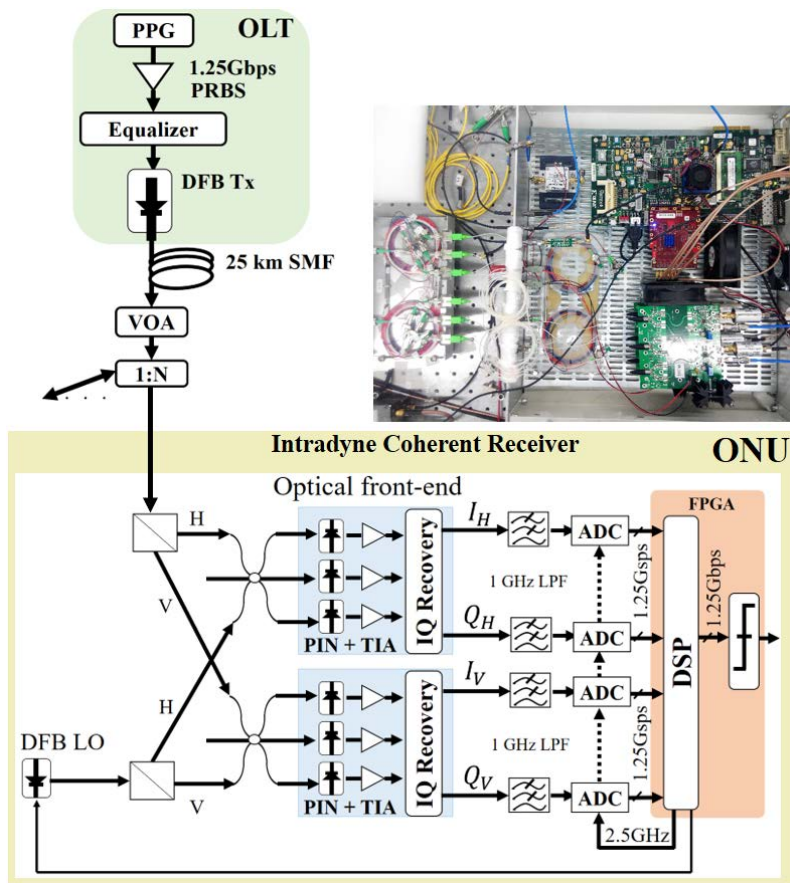 OLT
PPG
1.25Gbps
PRBS
Equalizer
DFB Tx
25 km SMF
VOA
1:N
. . .
Intradyne Coherent Receiver
ONU
Optical front-end
FPGA
H
V
H
V
DFB LO
PIN + TIA
IQ Recovery
I_H
Q_H
1 GHz LPF
ADC
ADC
1.25Gsps
PIN + TIA
IQ Recovery
I_V
Q_V
1 GHz LPF
ADC
ADC
1.25Gsps
2.5GHz
DSP
1.25Gbps